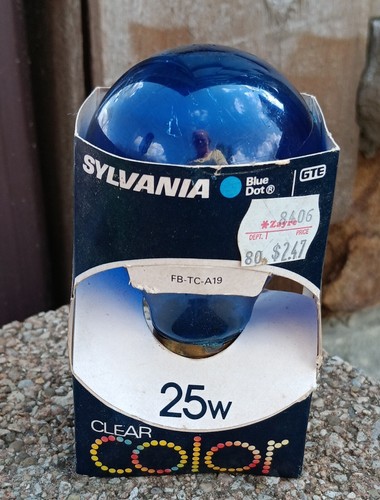 SYLVANIA Blue Dot® GTE
8406
*Zayre
DEPT. PRICE
80 $2.47
FB-TC-A19
25W
CLEAR
color